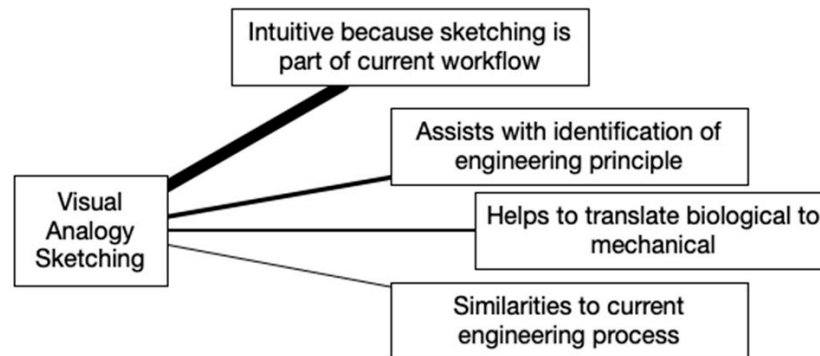 Intuitive because sketching is
part of current workflow
Assists with identification of
engineering principle
Visual
Analogy
Sketching
Helps to translate biological to
mechanical
Similarities to current
engineering process